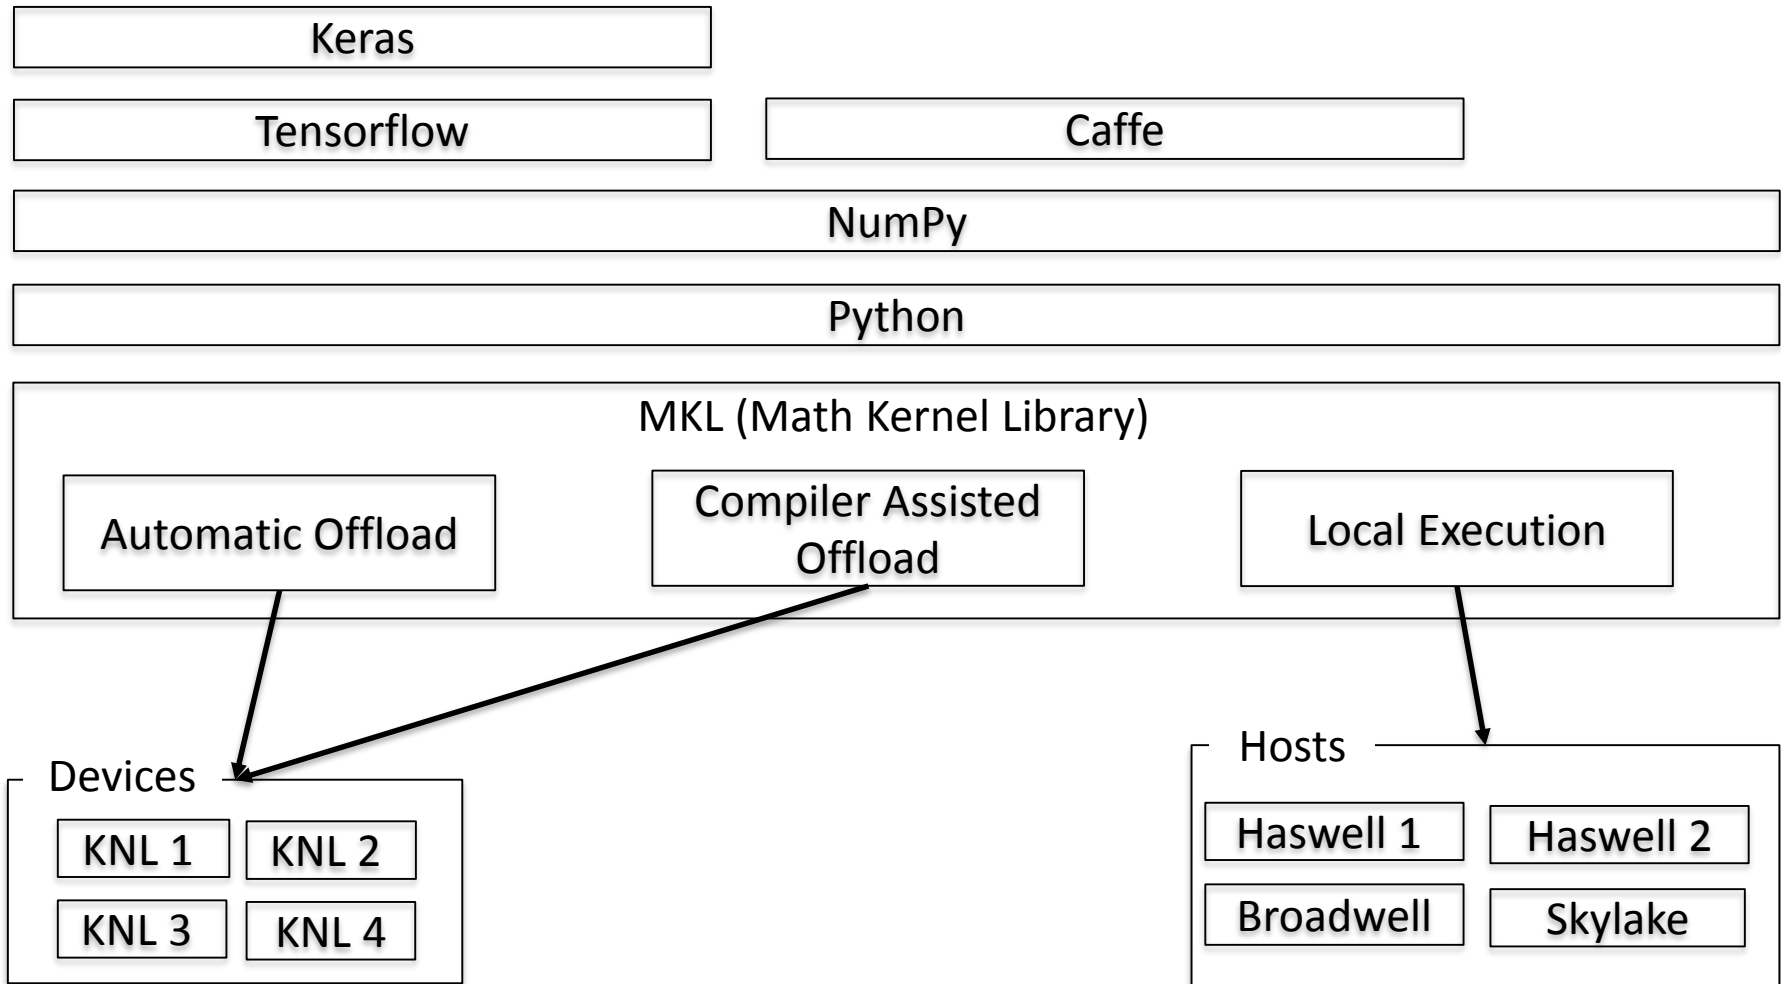 Keras
Tensorflow
Caffe
NumPy
Python
MKL (Math Kernel Library)
Automatic Offload
Compiler Assisted
Offload
Local Execution
Devices
KNL 1
KNL 2
KNL 3
KNL 4
Hosts
Haswell 1
Haswell 2
Broadwell
Skylake